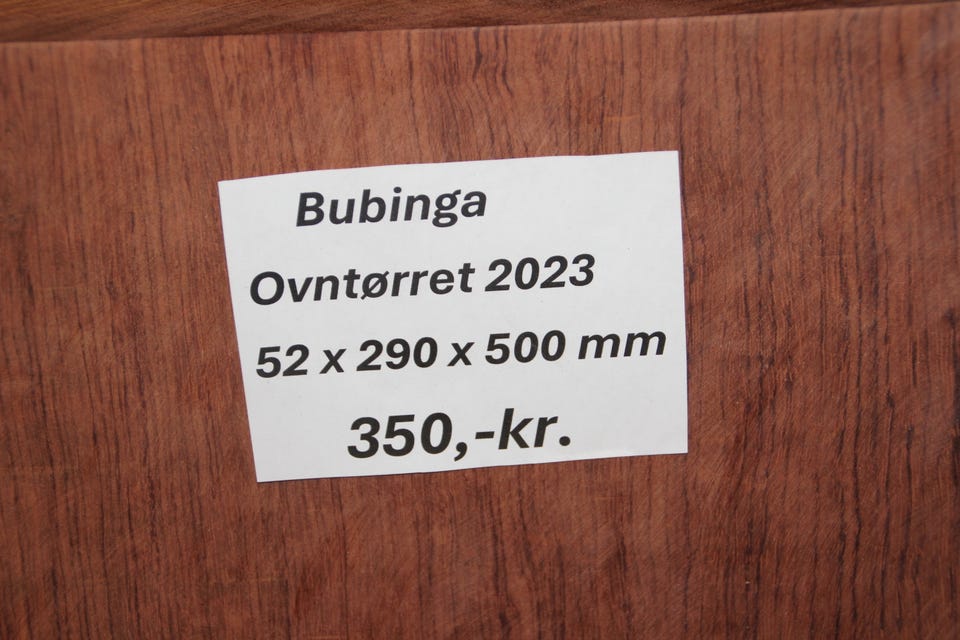 Bubinga
Ovntørret 2023
52 x 290 x 500 mm
350,-kr.